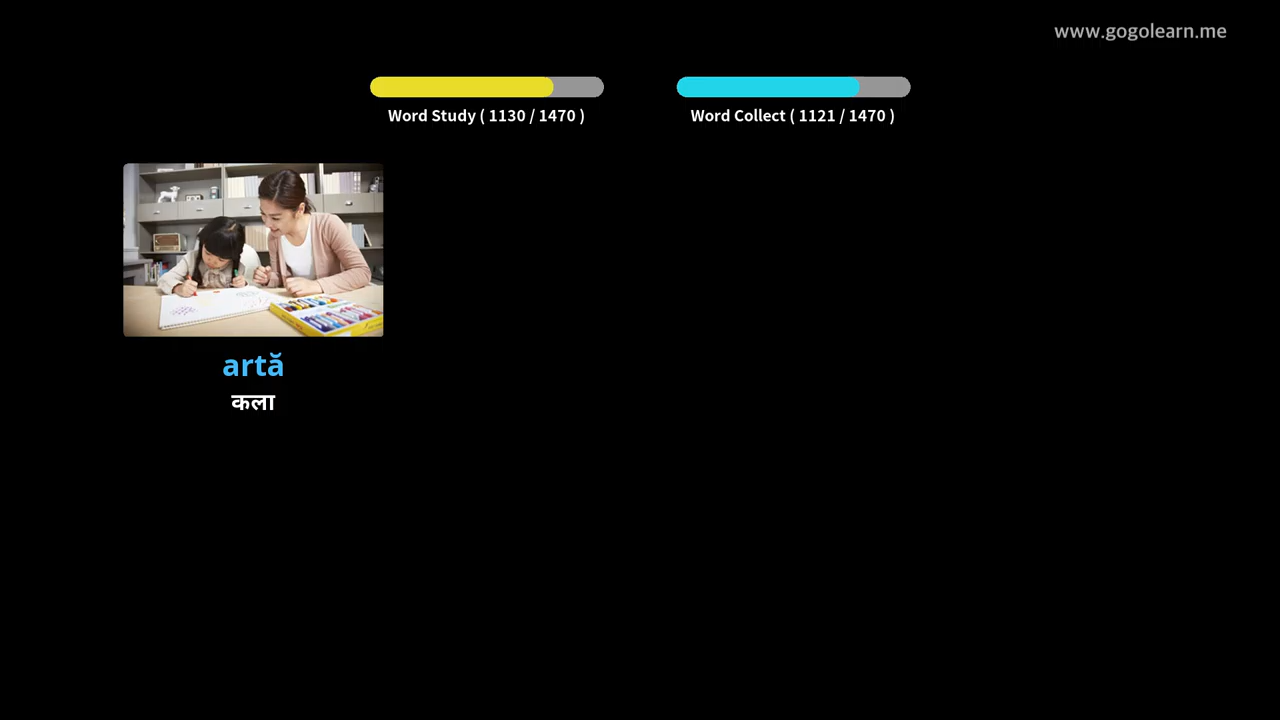 www.gogolearn.me
Word Study ( 1130 / 1470 )
Word Collect ( 1121 / 1470 )
artă
कला